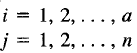 i = 1, 2, . . . , a
j = 1, 2, . . . , n